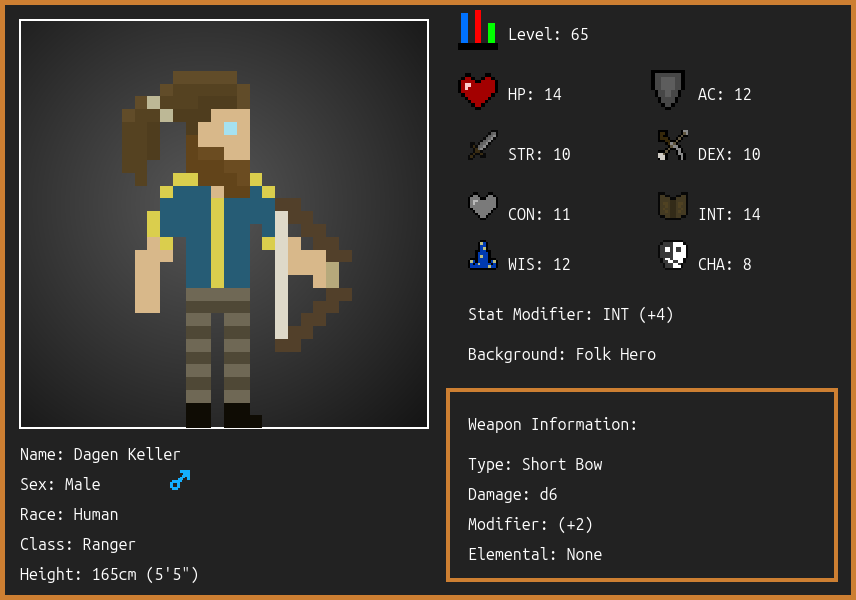 Level: 65
HP: 14
AC: 12
STR: 10
DEX: 10
CON: 11
INT: 14
WIS: 12
CHA: 8
Stat Modifier: INT (+4)
Background: Folk Hero
Weapon Information:
Type: Short Bow
Damage: d6
Modifier: (+2)
Elemental: None
Name: Dagen Keller
Sex: Male
Race: Human
Class: Ranger
Height: 165cm (5'5")